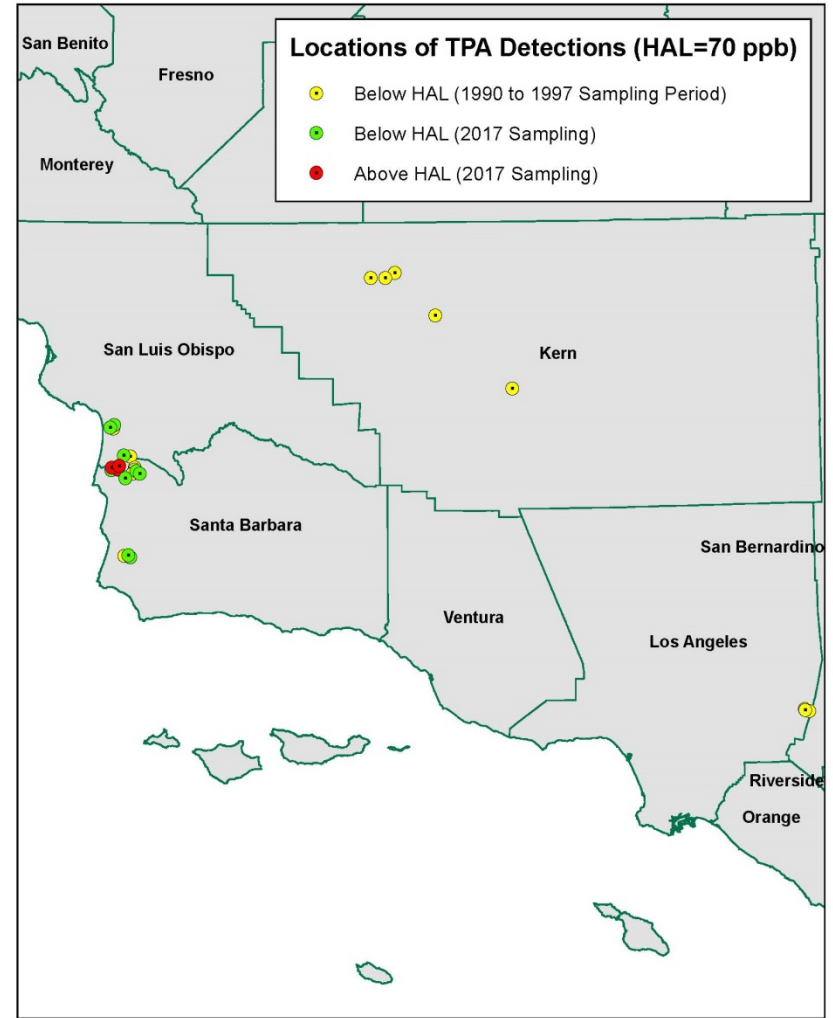 San Benito
Fresno
Monterey
Locations of TPA Detections (HAL=70 ppb)
Below HAL (1990 to 1997 Sampling Period)
Below HAL (2017 Sampling)
Above HAL (2017 Sampling)
San Luis Obispo
Kern
Santa Barbara
San Bernardino
Ventura
Los Angeles
Riverside
Orange